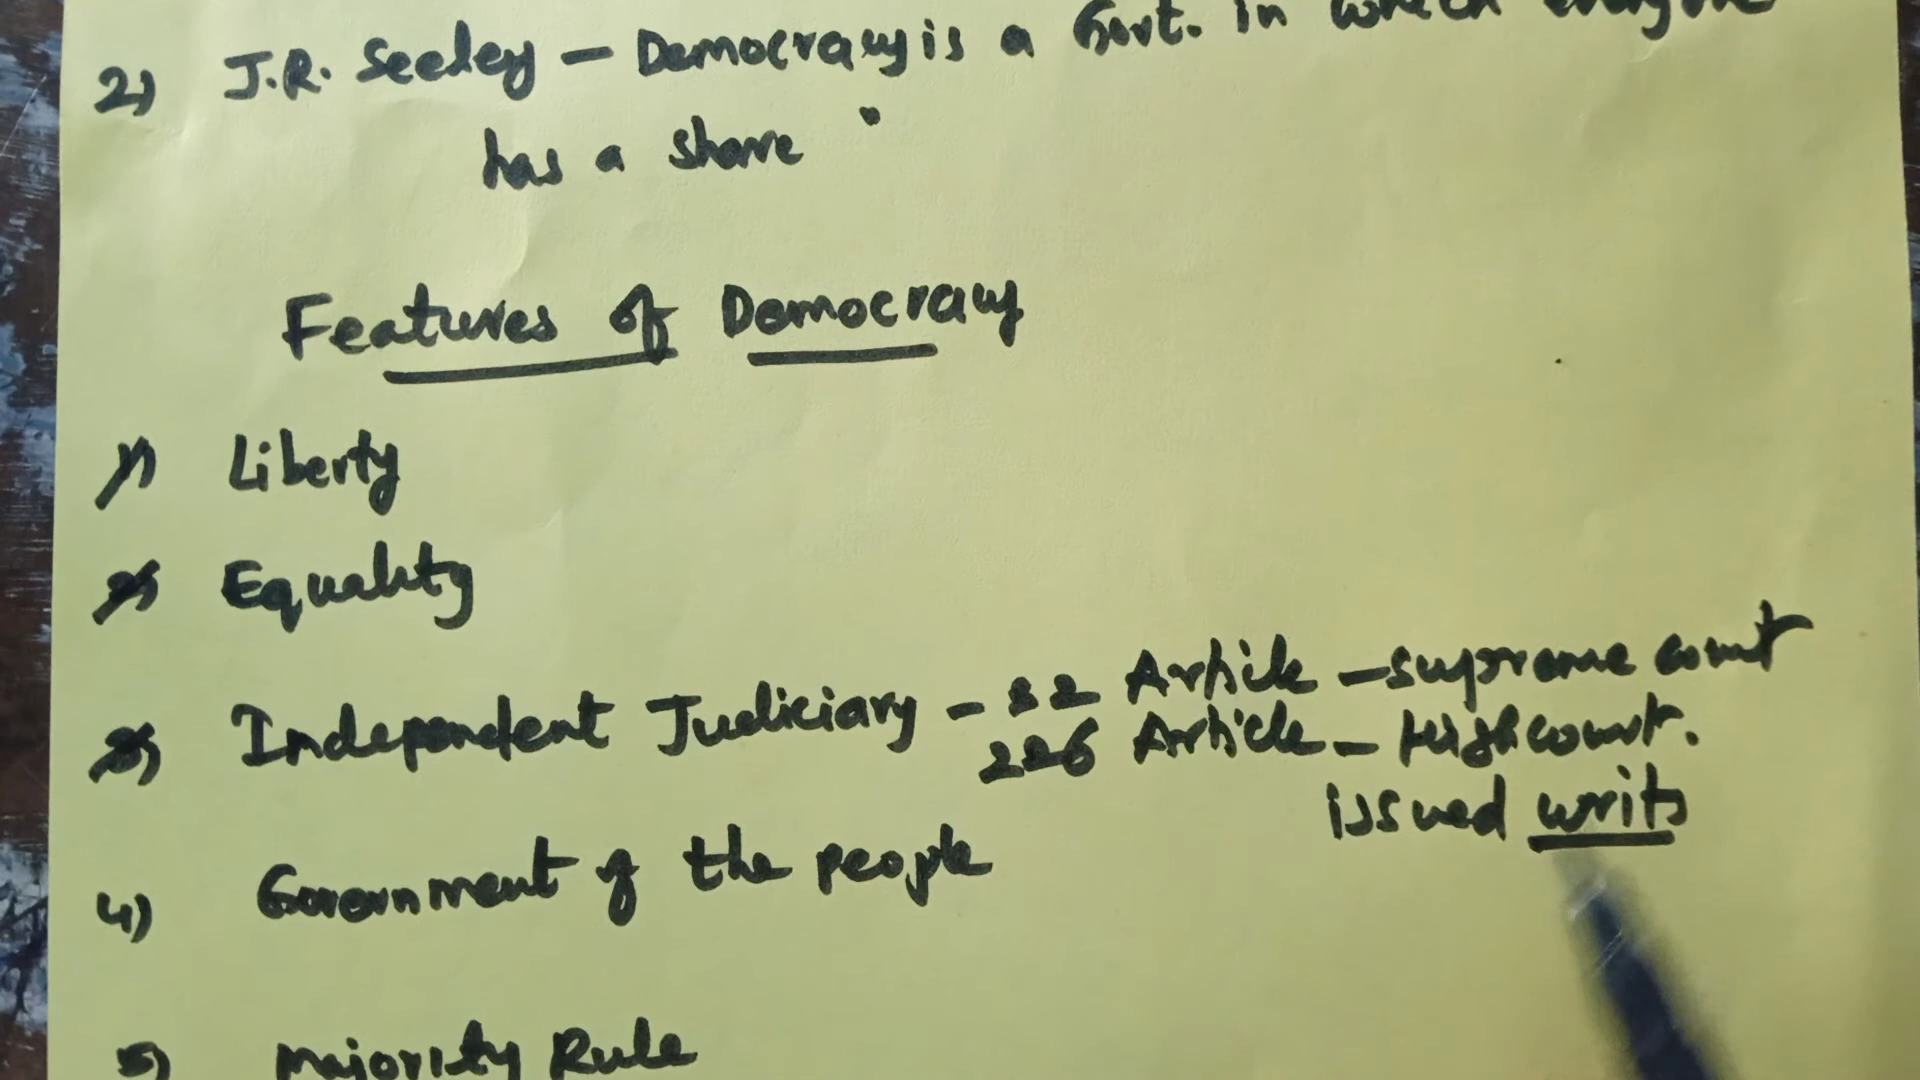 2) J.R. Seeley – Democracy is a Govt. in which
has a share "
Features of Democracy
1) Liberty
2) Equality
3) Independent Judiciary – 32 Article – supreme court
226 Article – High court.
issued writs
4) Government of the people
5) Majority Rule